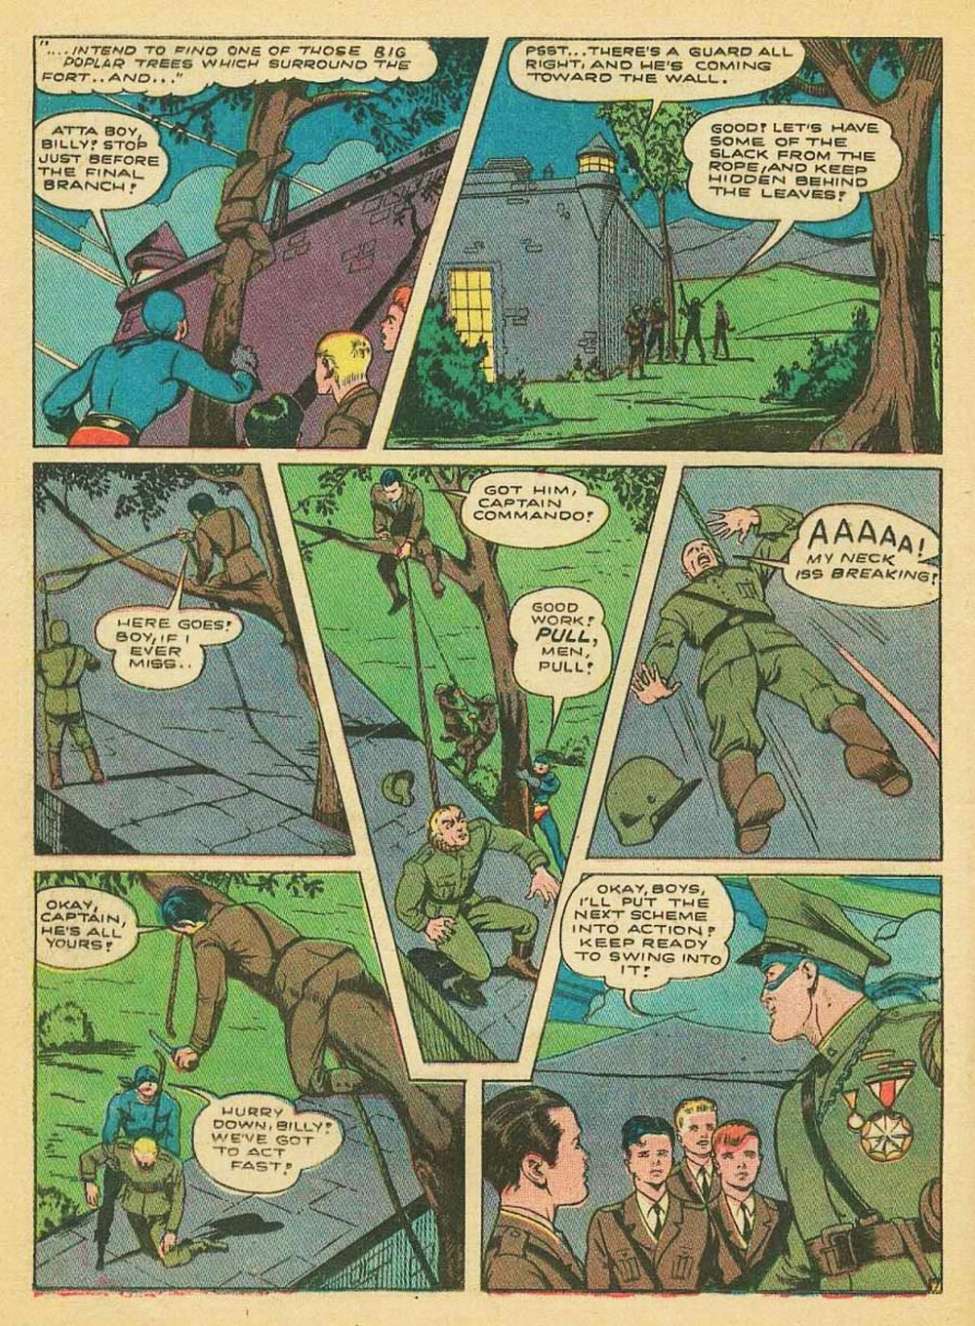 "....INTEND TO FIND ONE OF THOSE BIG
POPLAR TREES WHICH SURROUND THE
FORT..AND..."
ATTA BOY,
BILLY! STOP
JUST BEFORE
THE FINAL
BRANCH!
PSST...THERE'S A GUARD ALL
RIGHT, AND HE'S COMING
TOWARD THE WALL.
GOOD! LET'S HAVE
SOME OF THE
SLACK FROM THE
ROPE, AND KEEP
HIDDEN BEHIND
THE LEAVES!
HERE GOES!
BOY, IF I
EVER
MISS..
GOT HIM,
CAPTAIN
COMMANDO!
GOOD
WORK!
PULL,
MEN,
PULL!
AAAAA!
MY NECK
ISS BREAKING!
OKAY,
CAPTAIN,
HE'S ALL
YOURS!
HURRY
DOWN, BILLY!
WE'VE GOT
TO ACT
FAST!
OKAY, BOYS,
I'LL PUT THE
NEXT SCHEME
INTO ACTION!
KEEP READY
TO SWING INTO
IT!
7